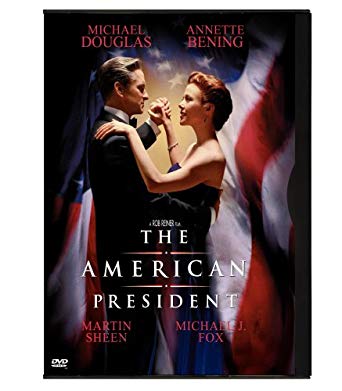 MICHAEL ANNETTE
DOUGLAS BENING
A ROB REINER FILM
THE
AMERICAN
PRESIDENT
MARTIN MICHAEL J.
SHEEN FOX
DVD